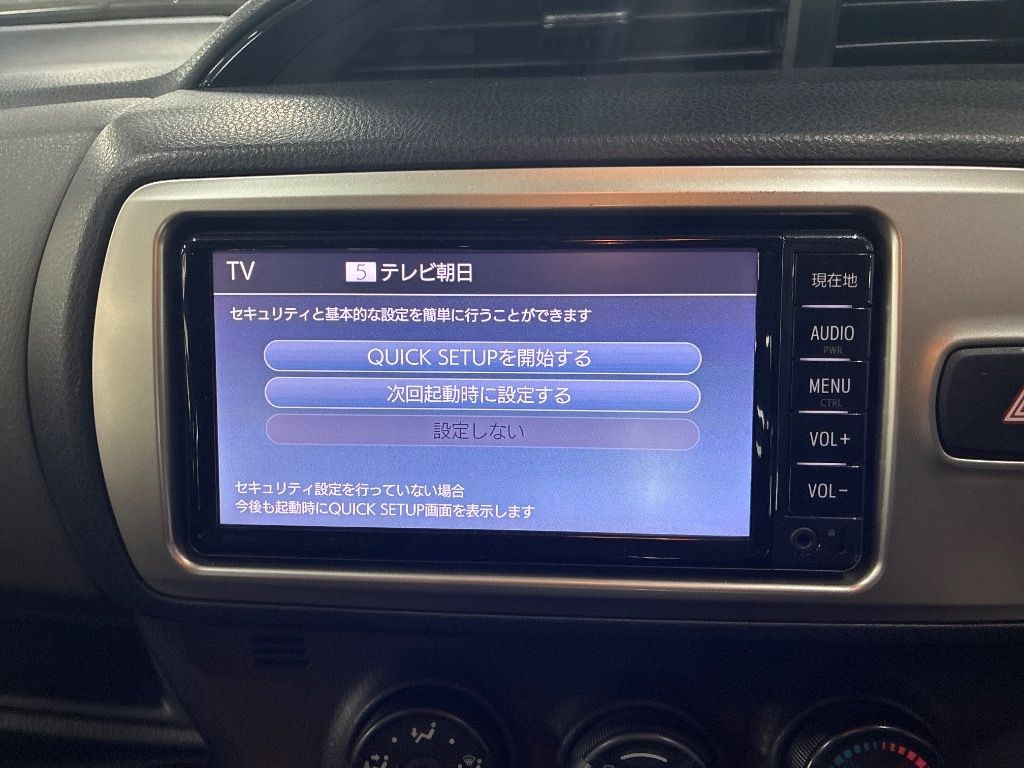 TV 5 テレビ朝日
セキュリティと基本的な設定を簡単に行うことができます
QUICK SETUPを開始する
次回起動時に設定する
設定しない
セキュリティ設定を行っていない場合
今後も起動時にQUICK SETUP画面を表示します
現在地
AUDIO
PWR
MENU
CTRL
VOL+
VOL-